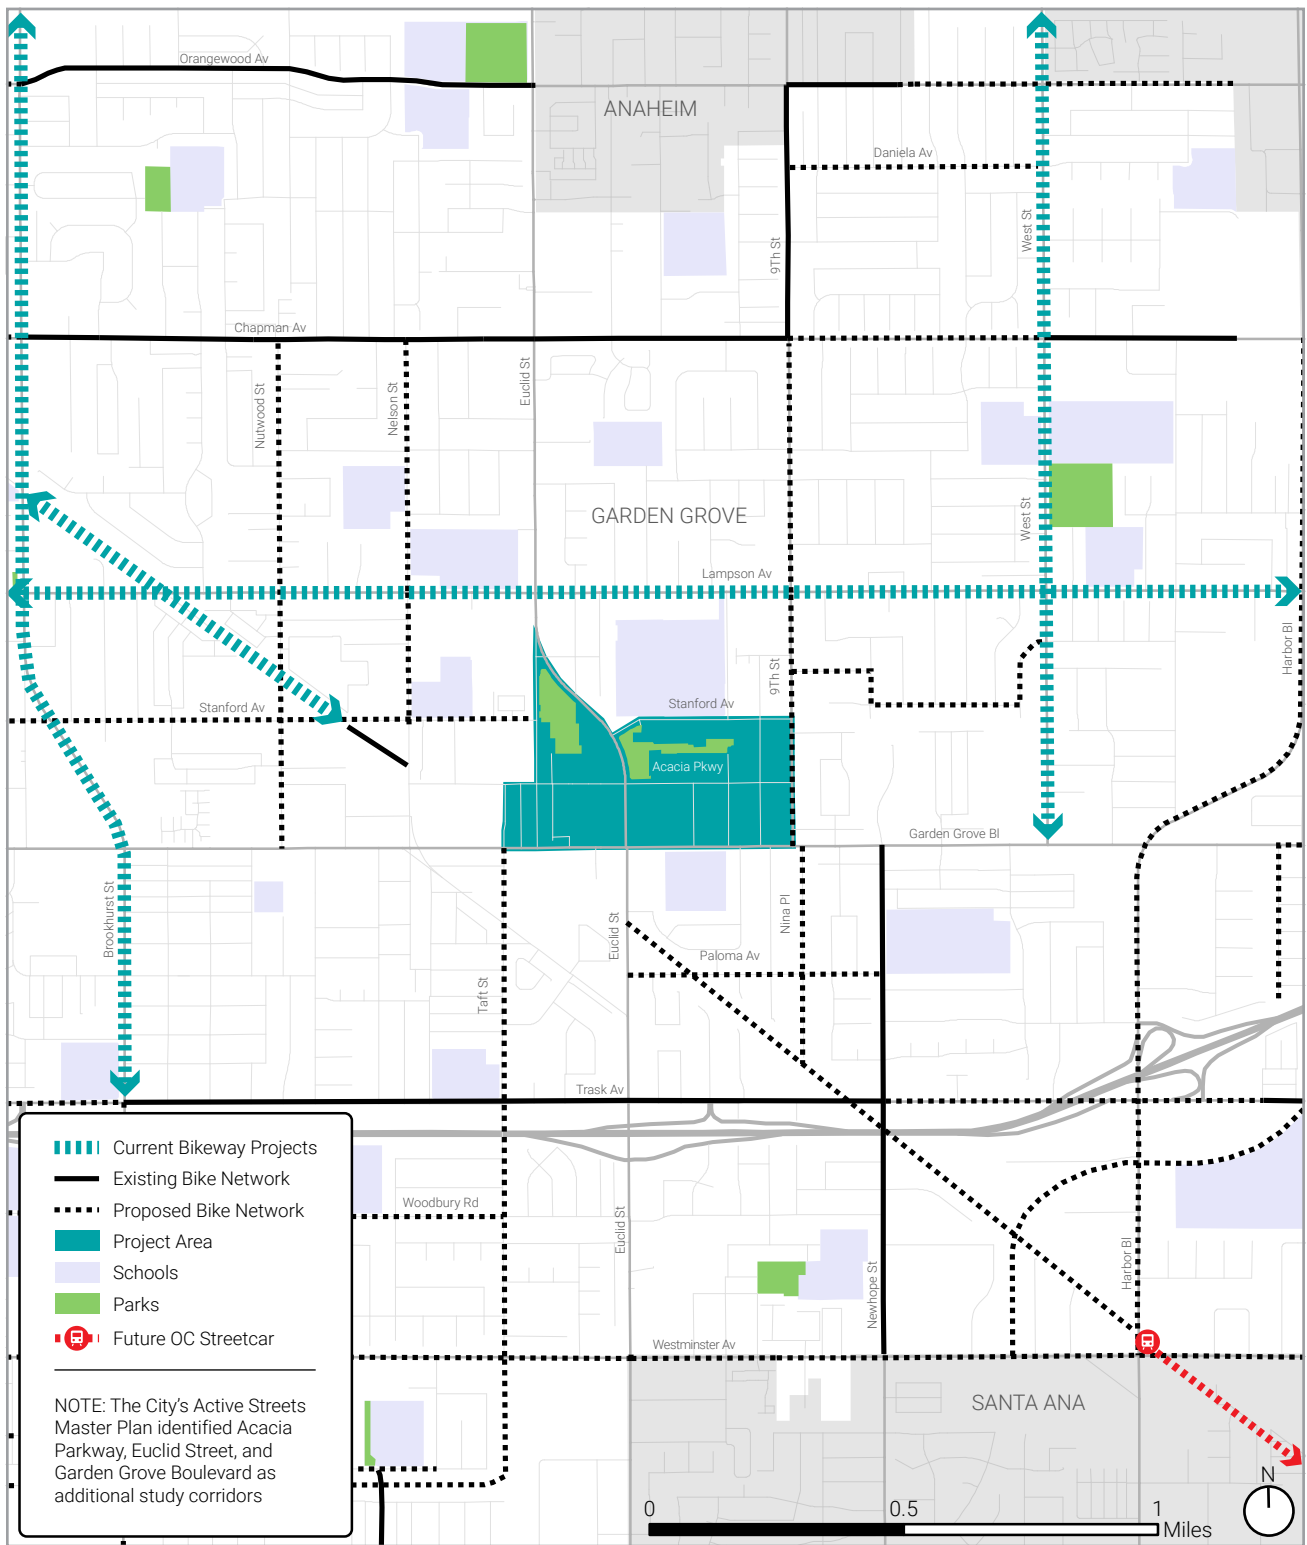 Orangewood Av
ANAHEIM
Daniela Av
West St
9Th St
Chapman Av
Euclid St
Nutwood St
Nelson St
GARDEN GROVE
West St
Lampson Av
Harbor Bl
9Th St
Stanford Av
Stanford Av
Acacia Pkwy
Garden Grove Bl
Brookhurst St
Euclid St
Nina Pl
Paloma Av
Taft St
Trask Av
Current Bikeway Projects
Existing Bike Network
Proposed Bike Network
Project Area
Schools
Parks
Future OC Streetcar
NOTE: The City’s Active Streets
Master Plan identified Acacia
Parkway, Euclid Street, and
Garden Grove Boulevard as
additional study corridors
Woodbury Rd
Euclid St
Harbor Bl
Newhope St
Westminster Av
SANTA ANA
N
0 0.5 1
Miles